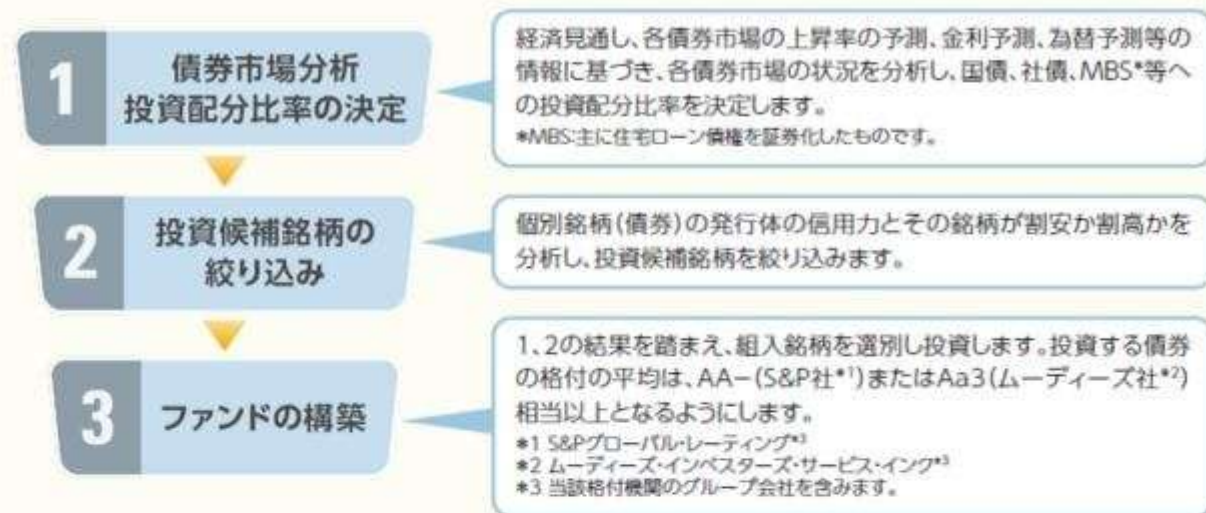 1
債券市場分析
投資配分比率の決定
経済見通し、各債券市場の上昇率の予測、金利予測、為替予測等の
情報に基づき、各債券市場の状況を分析し、国債、社債、MBS*等へ
の投資配分比率を決定します。
*MBS:主に住宅ローン債権を証券化したものです。
2
投資候補銘柄の
絞り込み
個別銘柄(債券)の発行体の信用力とその銘柄が割安か割高かを
分析し、投資候補銘柄を絞り込みます。
3
ファンドの構築
1、2の結果を踏まえ、組入銘柄を選別し投資します。投資する債券
の格付の平均は、AA−(S&P社*1)またはAa3(ムーディーズ社*2)
相当以上となるようにします。
*1 S&Pグローバル・レーティング*3
*2 ムーディーズ・インベスターズ・サービス・インク*3
*3 当該格付機関のグループ会社を含みます。